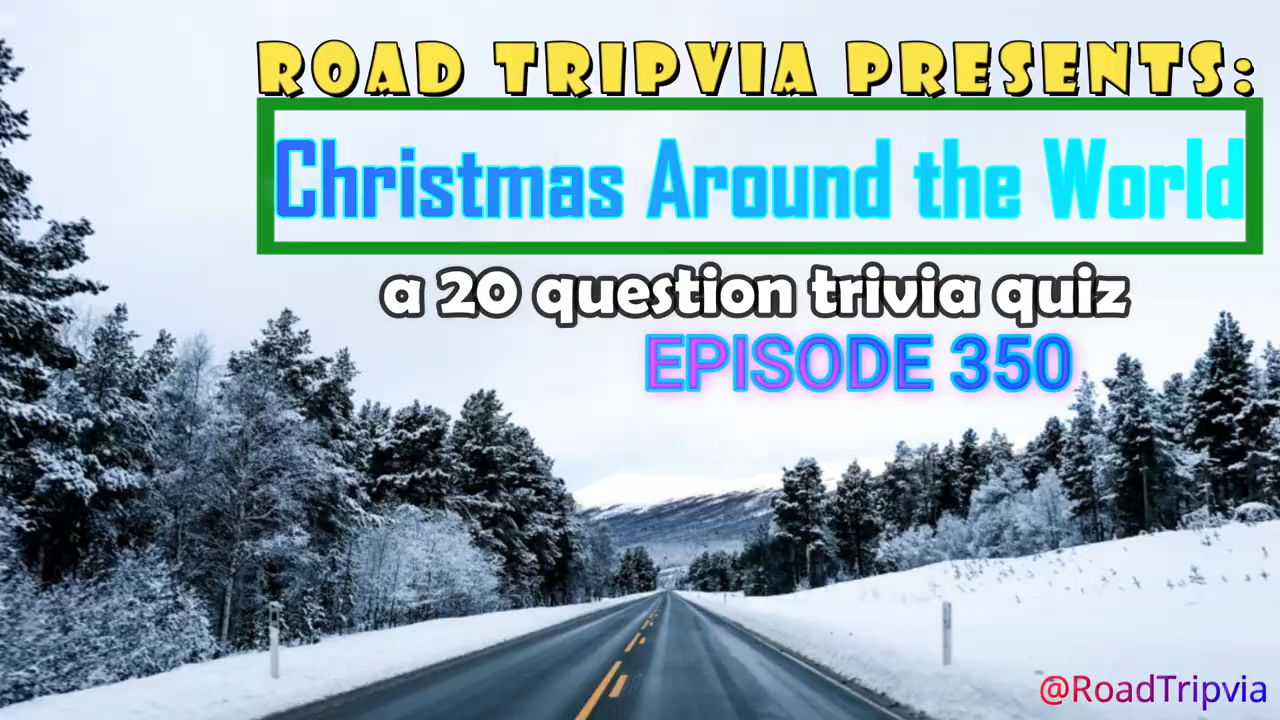 ROAD TRIPVIA PRESENTS:
Christmas Around the World
a 20 question trivia quiz
EPISODE 350
@RoadTripvia